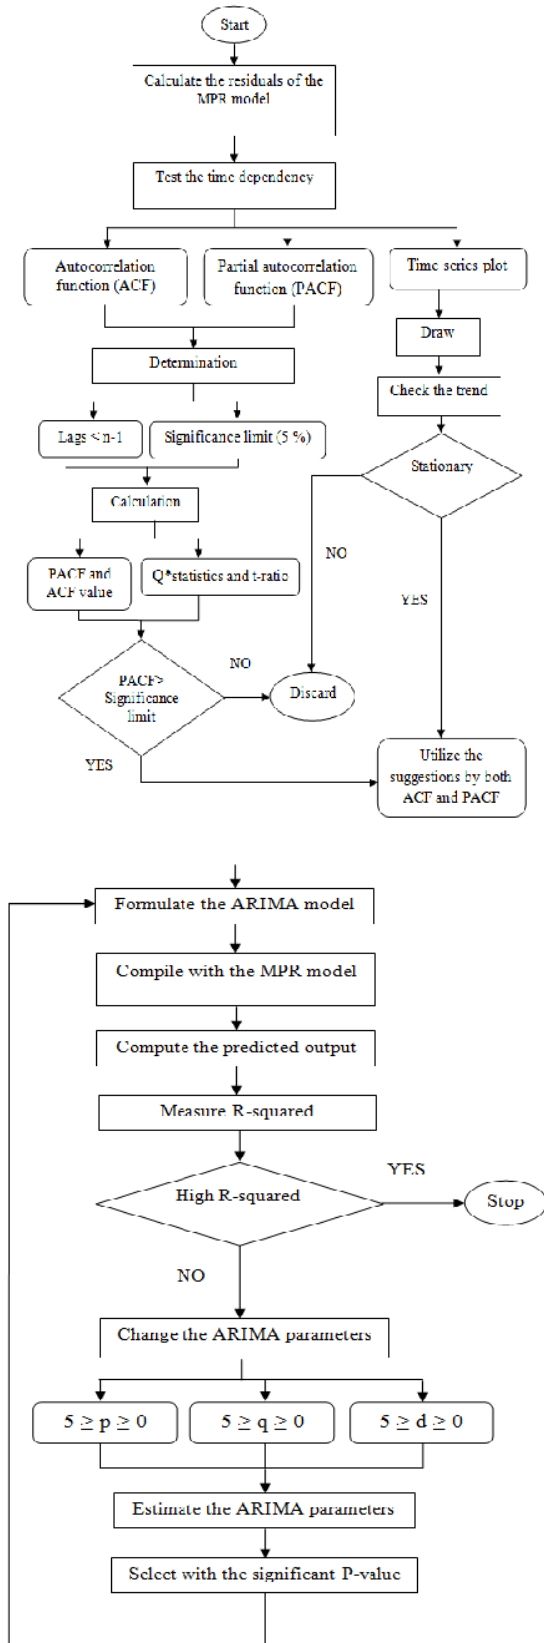 Start
Calculate the residuals of the
MPR model
Test the time dependency
Autocorrelation
function (ACF)
Partial autocorrelation
function (PACF)
Time series plot
Draw
Determination
Check the trend
Lags < n-1
Significance limit (5 %)
Stationary
Calculation
NO
PACF and
ACF value
Q*statistics and t-ratio
YES
PACF>
Significance
limit
NO
Discard
YES
Utilize the
suggestions by both
ACF and PACF
Formulate the ARIMA model
Compile with the MPR model
Compute the predicted output
Measure R-squared
High R-squared
YES
Stop
NO
Change the ARIMA parameters
5 ≥ p ≥ 0
5 ≥ q ≥ 0
5 ≥ d ≥ 0
Estimate the ARIMA parameters
Select with the significant P-value